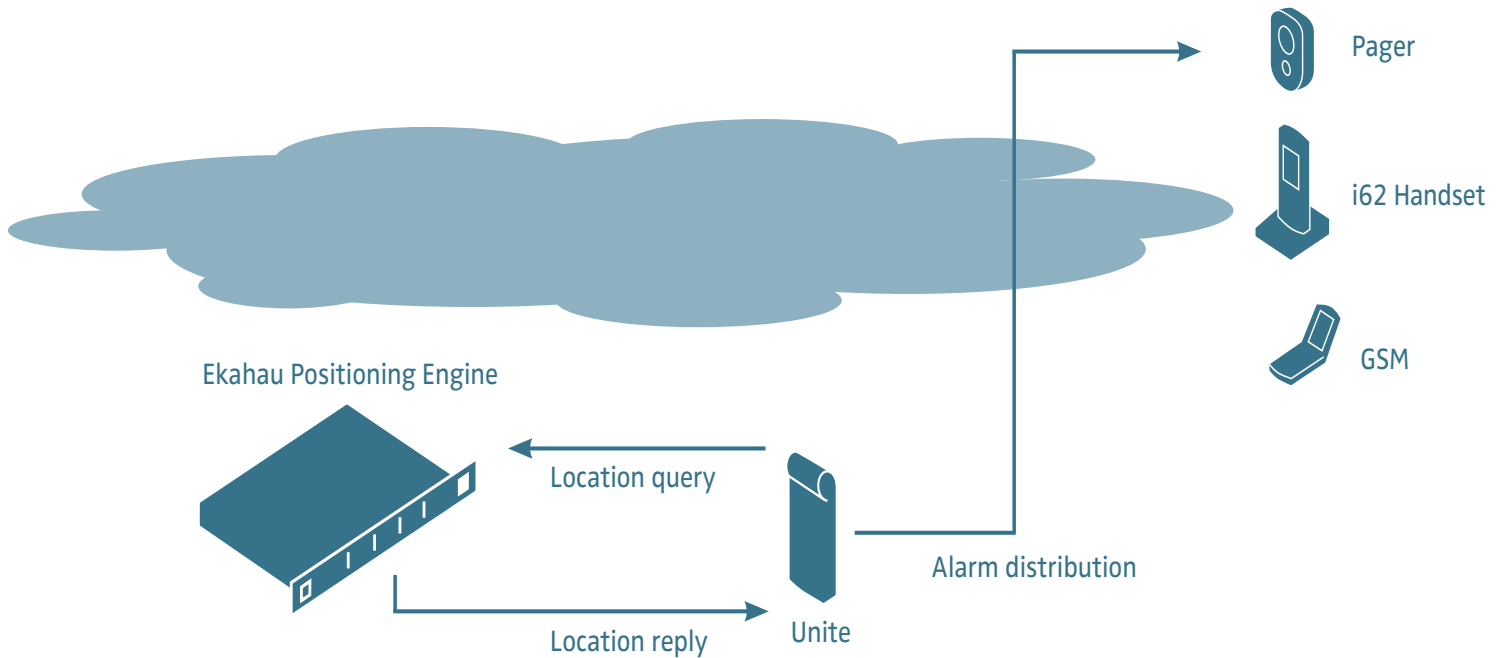 Pager
i62 Handset
GSM
Ekahau Positioning Engine
Location query
Alarm distribution
Unite
Location reply